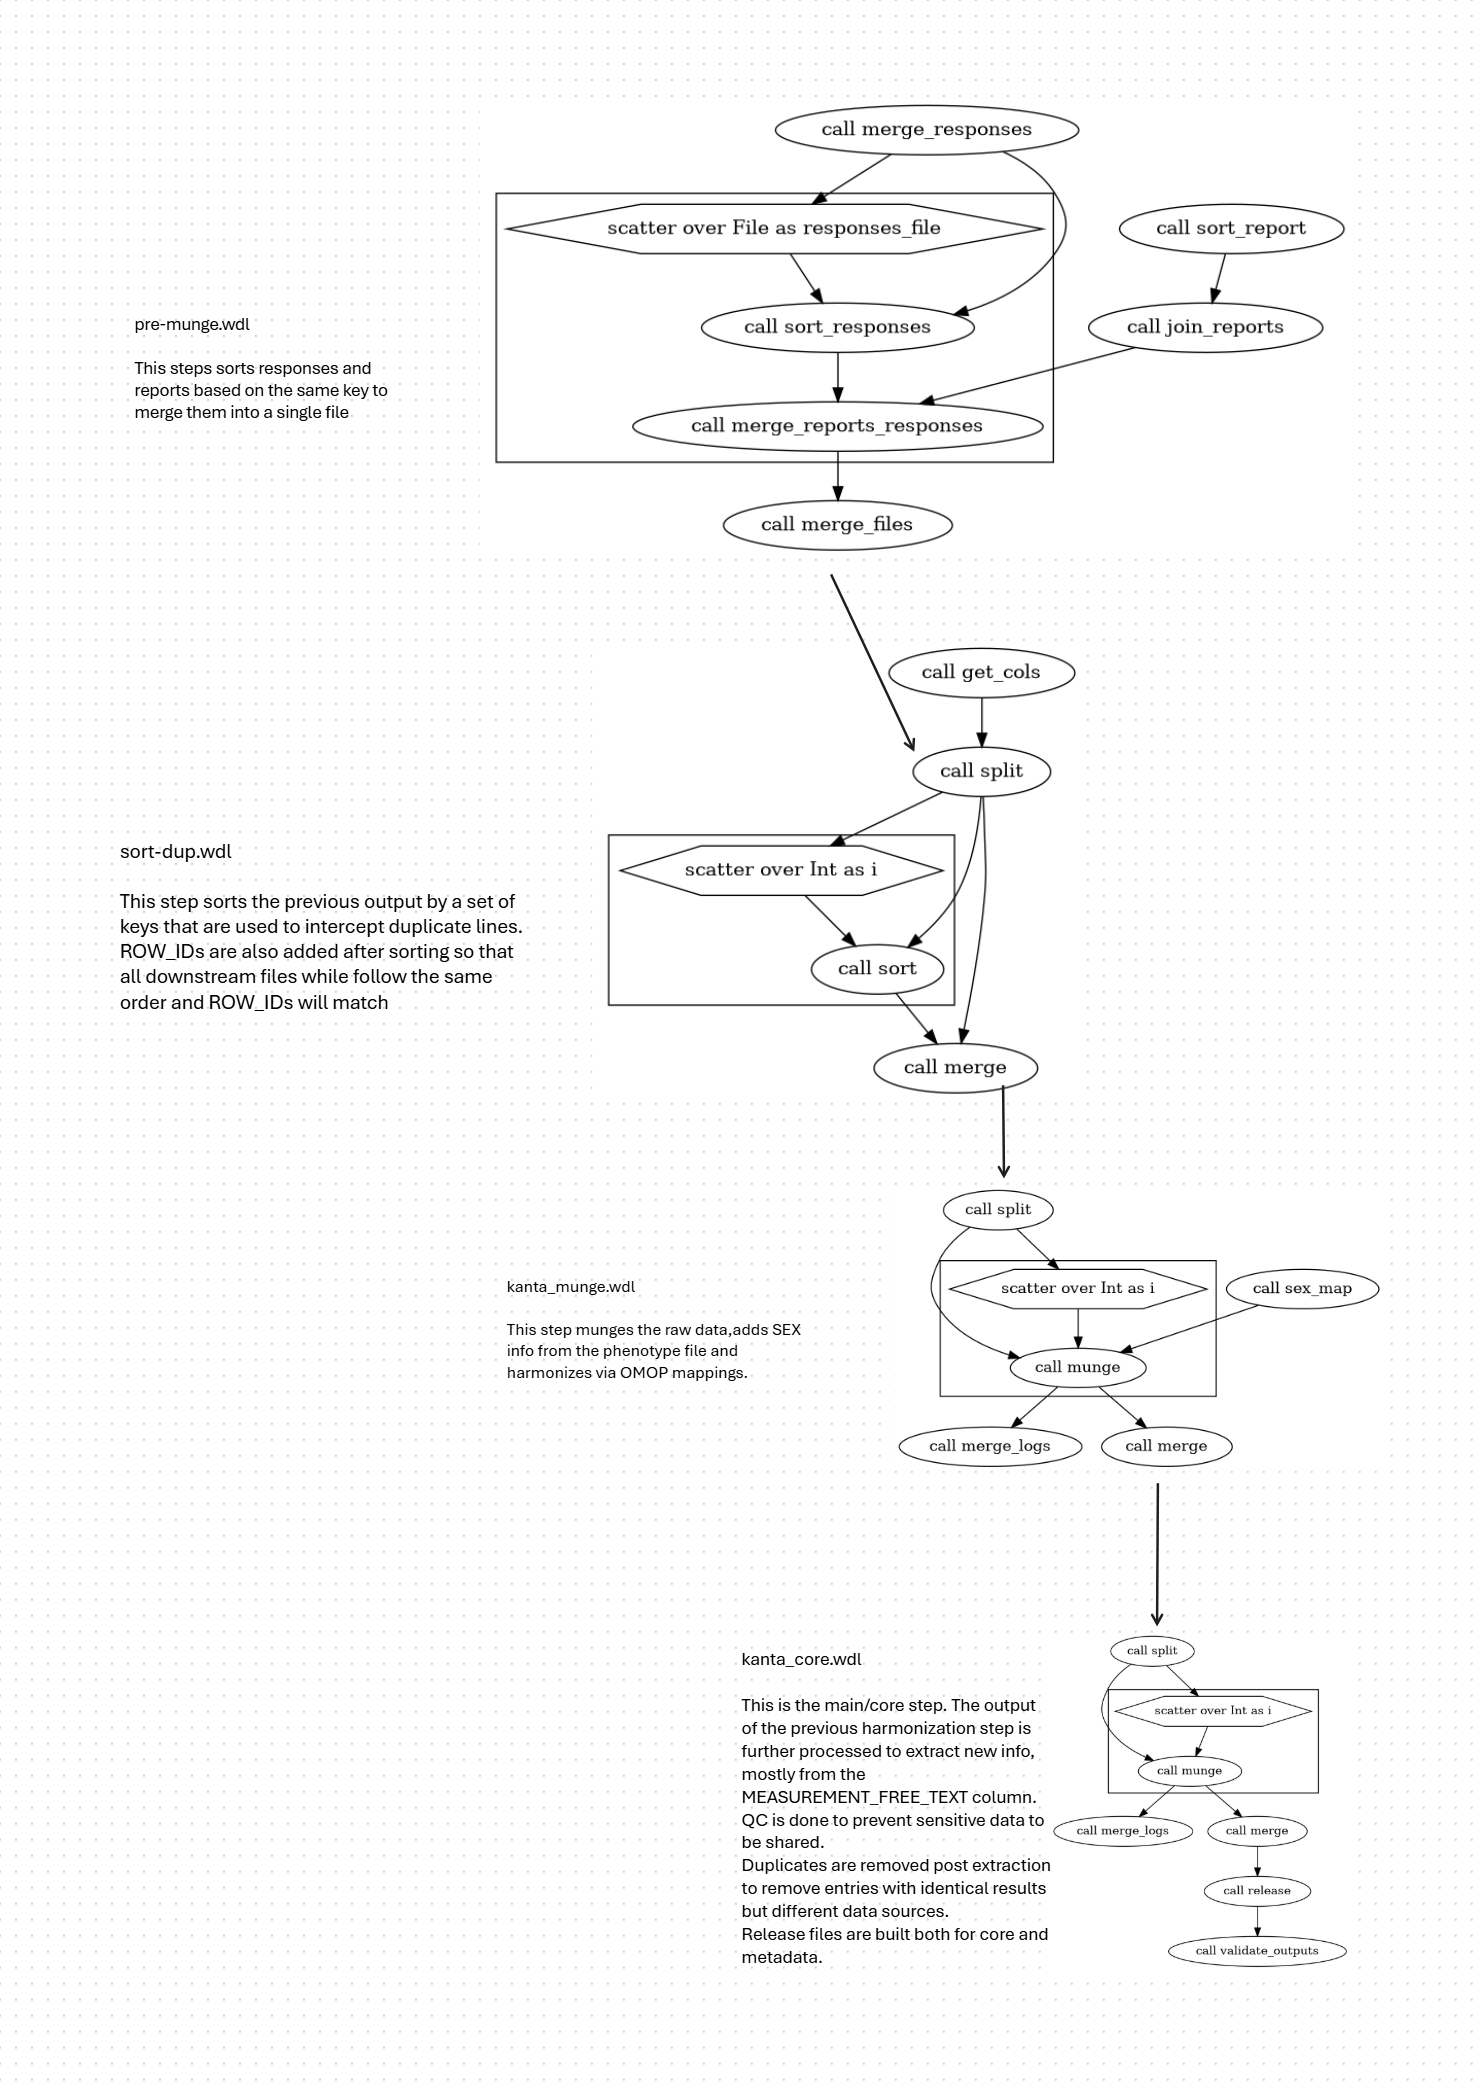 call merge_responses
scatter over File as responses_file
call sort_report
call sort_responses
call join_reports
call merge_reports_responses
call merge_files
pre-munge.wdl
This steps sorts responses and
reports based on the same key to
merge them into a single file
call get_cols
call split
scatter over Int as i
call sort
call merge
sort-dup.wdl
This step sorts the previous output by a set of
keys that are used to intercept duplicate lines.
ROW_IDs are also added after sorting so that
all downstream files while follow the same
order and ROW_IDs will match
call split
scatter over Int as i
call sex_map
call munge
call merge_logs
call merge
kanta_munge.wdl
This step munges the raw data,adds SEX
info from the phenotype file and
harmonizes via OMOP mappings.
call split
scatter over Int as i
call munge
call merge_logs
call merge
call release
call validate_outputs
kanta_core.wdl
This is the main/core step. The output
of the previous harmonization step is
further processed to extract new info,
mostly from the
MEASUREMENT_FREE_TEXT column.
QC is done to prevent sensitive data to
be shared.
Duplicates are removed post extraction
to remove entries with identical results
but different data sources.
Release files are built both for core and
metadata.